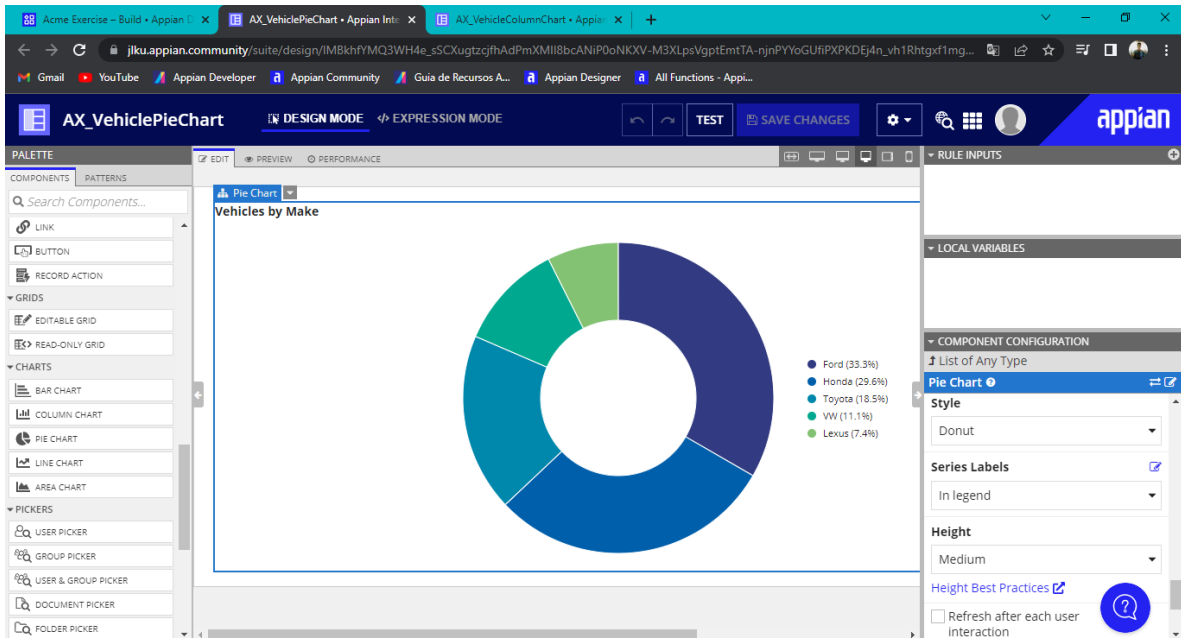 Acme Exercise – Build • Appian D
AX_VehiclePieChart • Appian Inte
AX_VehicleColumnChart • Appian
jlku.appian.community/suite/design/
Gmail
YouTube
Appian Developer
Appian Community
Guia de Recursos A...
Appian Designer
All Functions - Appi...
AX_VehiclePieChart
DESIGN MODE
EXPRESSION MODE
TEST
SAVE CHANGES
appian
PALETTE
COMPONENTS
PATTERNS
Search Components...
LINK
BUTTON
RECORD ACTION
GRIDS
EDITABLE GRID
READ-ONLY GRID
CHARTS
BAR CHART
COLUMN CHART
PIE CHART
LINE CHART
AREA CHART
PICKERS
USER PICKER
GROUP PICKER
USER & GROUP PICKER
DOCUMENT PICKER
FOLDER PICKER
EDIT
PREVIEW
PERFORMANCE
Pie Chart
Vehicles by Make
Ford (33.3%)
Honda (29.6%)
Toyota (18.5%)
VW (11.1%)
Lexus (7.4%)
RULE INPUTS
LOCAL VARIABLES
COMPONENT CONFIGURATION
List of Any Type
Pie Chart
Style
Donut
Series Labels
In legend
Height
Medium
Height Best Practices
Refresh after each user
interaction